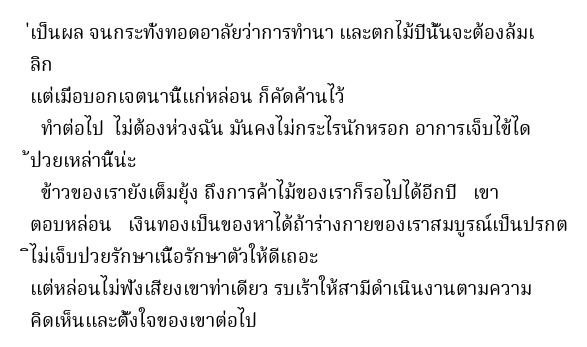 ่เป็นผล จนกระทั่งทอดอาลัยว่าการทำนา และตกไม้ปีนั้นจะต้องล้มเ
ลิก
แต่เมื่อบอกเจตนานี้แก่หล่อน ก็คัดค้านไว้
ทำต่อไป ไม่ต้องห่วงฉัน มันคงไม่กระไรนักหรอก อาการเจ็บไข้ได
้ป่วยเหล่านี้น่ะ
ข้าวของเรายังเต็มยุ้ง ถึงการค้าไม้ของเราก็รอไปได้อีกปี เขา
ตอบหล่อน เงินทองเป็นของหาได้ถ้าร่างกายของเราสมบูรณ์เป็นปรกต
ิไม่เจ็บป่วยรักษาเนื้อรักษาตัวให้ดีเถอะ
แต่หล่อนไม่ฟังเสียงเขาท่าเดียว รบเร้าให้สามีดำเนินงานตามความ
คิดเห็นและตั้งใจของเขาต่อไป